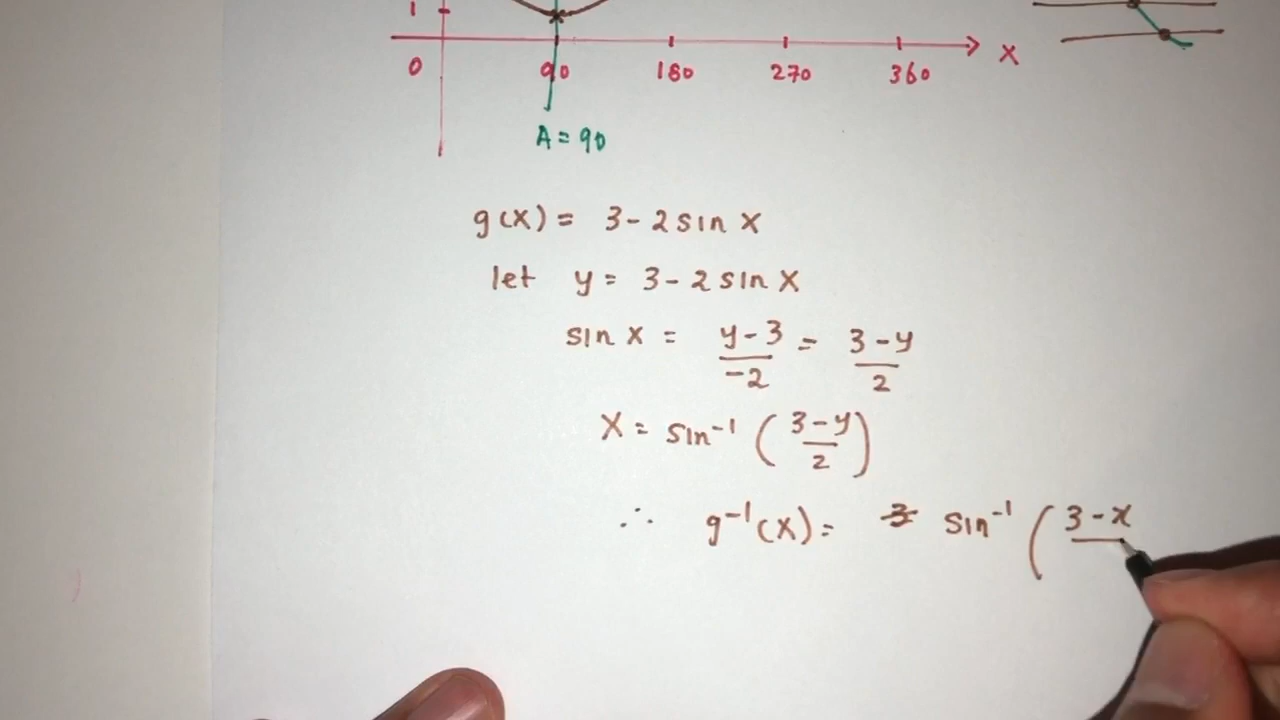 1
0 90 180 270 360 X
A = 90
g(x) = 3 - 2 sin x
let y = 3 - 2 sin x
sin x = y - 3 / -2 = 3 - y / 2
x = sin⁻¹ ( 3 - y / 2 )
∴ g⁻¹(x) = sin⁻¹ ( 3 - x